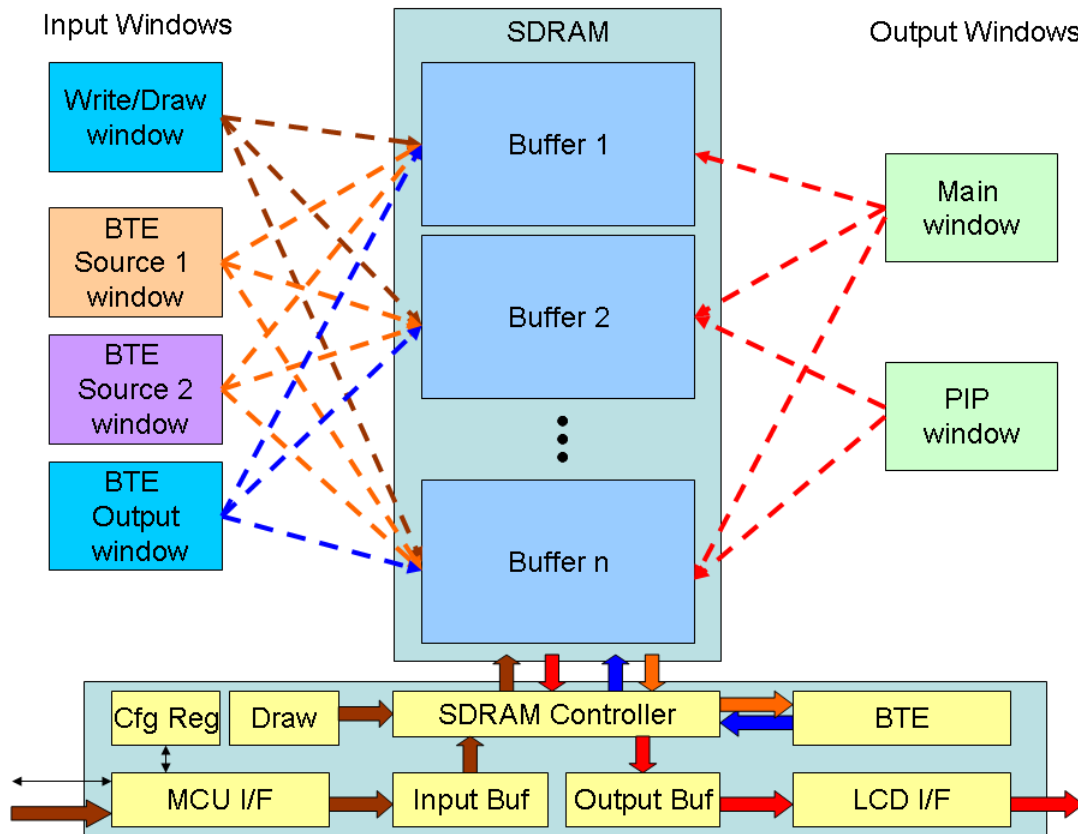 Input Windows
SDRAM
Output Windows
Write/Draw
window
BTE
Source 1
window
BTE
Source 2
window
BTE
Output
window
Buffer 1
Buffer 2
Buffer n
Main
window
PIP
window
Cfg Reg
Draw
SDRAM Controller
BTE
MCU I/F
Input Buf
Output Buf
LCD I/F